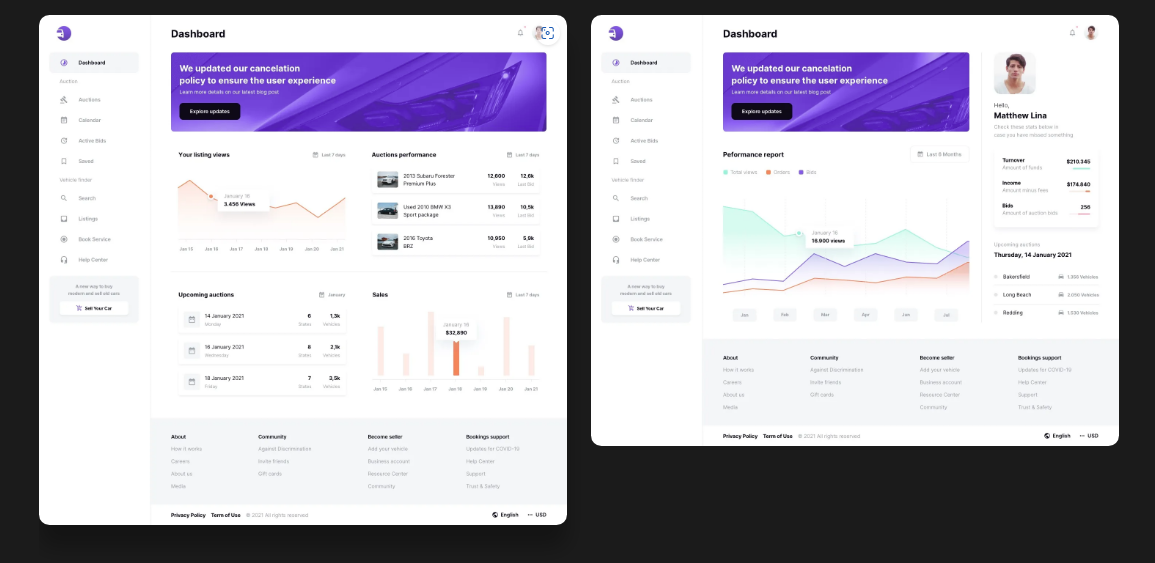 Dashboard
Dashboard
Auction
Auctions
Calendar
Active Bids
Saved
Vehicle finder
Search
Listings
Book Service
Help Center
A new way to buy
modern and sell old cars
Sell Your Car
We updated our cancelation
policy to ensure the user experience
Learn more details on our latest blog post
Explore updates
Your listing views
Last 7 days
January 16
3.456 Views
Jan 15 Jan 16 Jan 17 Jan 18 Jan 19 Jan 20 Jan 21
Auctions performance
Last 7 days
2013 Subaru Forester
Premium Plus
12,600
Views
12,6k
Last Bid
Used 2010 BMW X3
Sport package
13,890
Views
10,5k
Last Bid
2016 Toyota
BRZ
10,950
Views
5,9k
Last Bid
Upcoming auctions
January
14 January 2021
Monday
6
States
1,5k
Vehicles
16 January 2021
Wednesday
8
States
2,1k
Vehicles
18 January 2021
Friday
7
States
3,5k
Vehicles
Sales
Last 7 days
January 18
$32,890
Jan 15 Jan 16 Jan 17 Jan 18 Jan 19 Jan 20 Jan 21
About
How it works
Careers
About us
Media
Community
Against Discrimination
Invite friends
Gift cards
Become seller
Add your vehicle
Business account
Resource Center
Community
Bookings support
Updates for COVID-19
Help Center
Support
Trust & Safety
Privacy Policy Term of Use © 2021 All rights reserved
English USD
Dashboard
Dashboard
Auction
Auctions
Calendar
Active Bids
Saved
Vehicle finder
Search
Listings
Book Service
Help Center
A new way to buy
modern and sell old cars
Sell Your Car
We updated our cancelation
policy to ensure the user experience
Learn more details on our latest blog post
Explore updates
Peformance report
Last 9 Months
Time views Orders Bids
January 16
16.900 views
Jan Feb Mar Apr Jun Jul
Hello,
Matthew Lina
Check these stats below in
case you have missed something
Turnover
Amount of funds
$210.345
Income
Amount minus fees
$174.840
Bids
Amount of auction bids
256
Upcoming auctions
Thursday, 14 January 2021
Bakersfield
Vehicles
Long Beach
Vehicles
Redding
Vehicles
About
How it works
Careers
About us
Media
Community
Against Discrimination
Invite friends
Gift cards
Become seller
Add your vehicle
Business account
Resource Center
Community
Bookings support
Updates for COVID-19
Help Center
Support
Trust & Safety
Privacy Policy Term of Use © 2021 All rights reserved
English USD